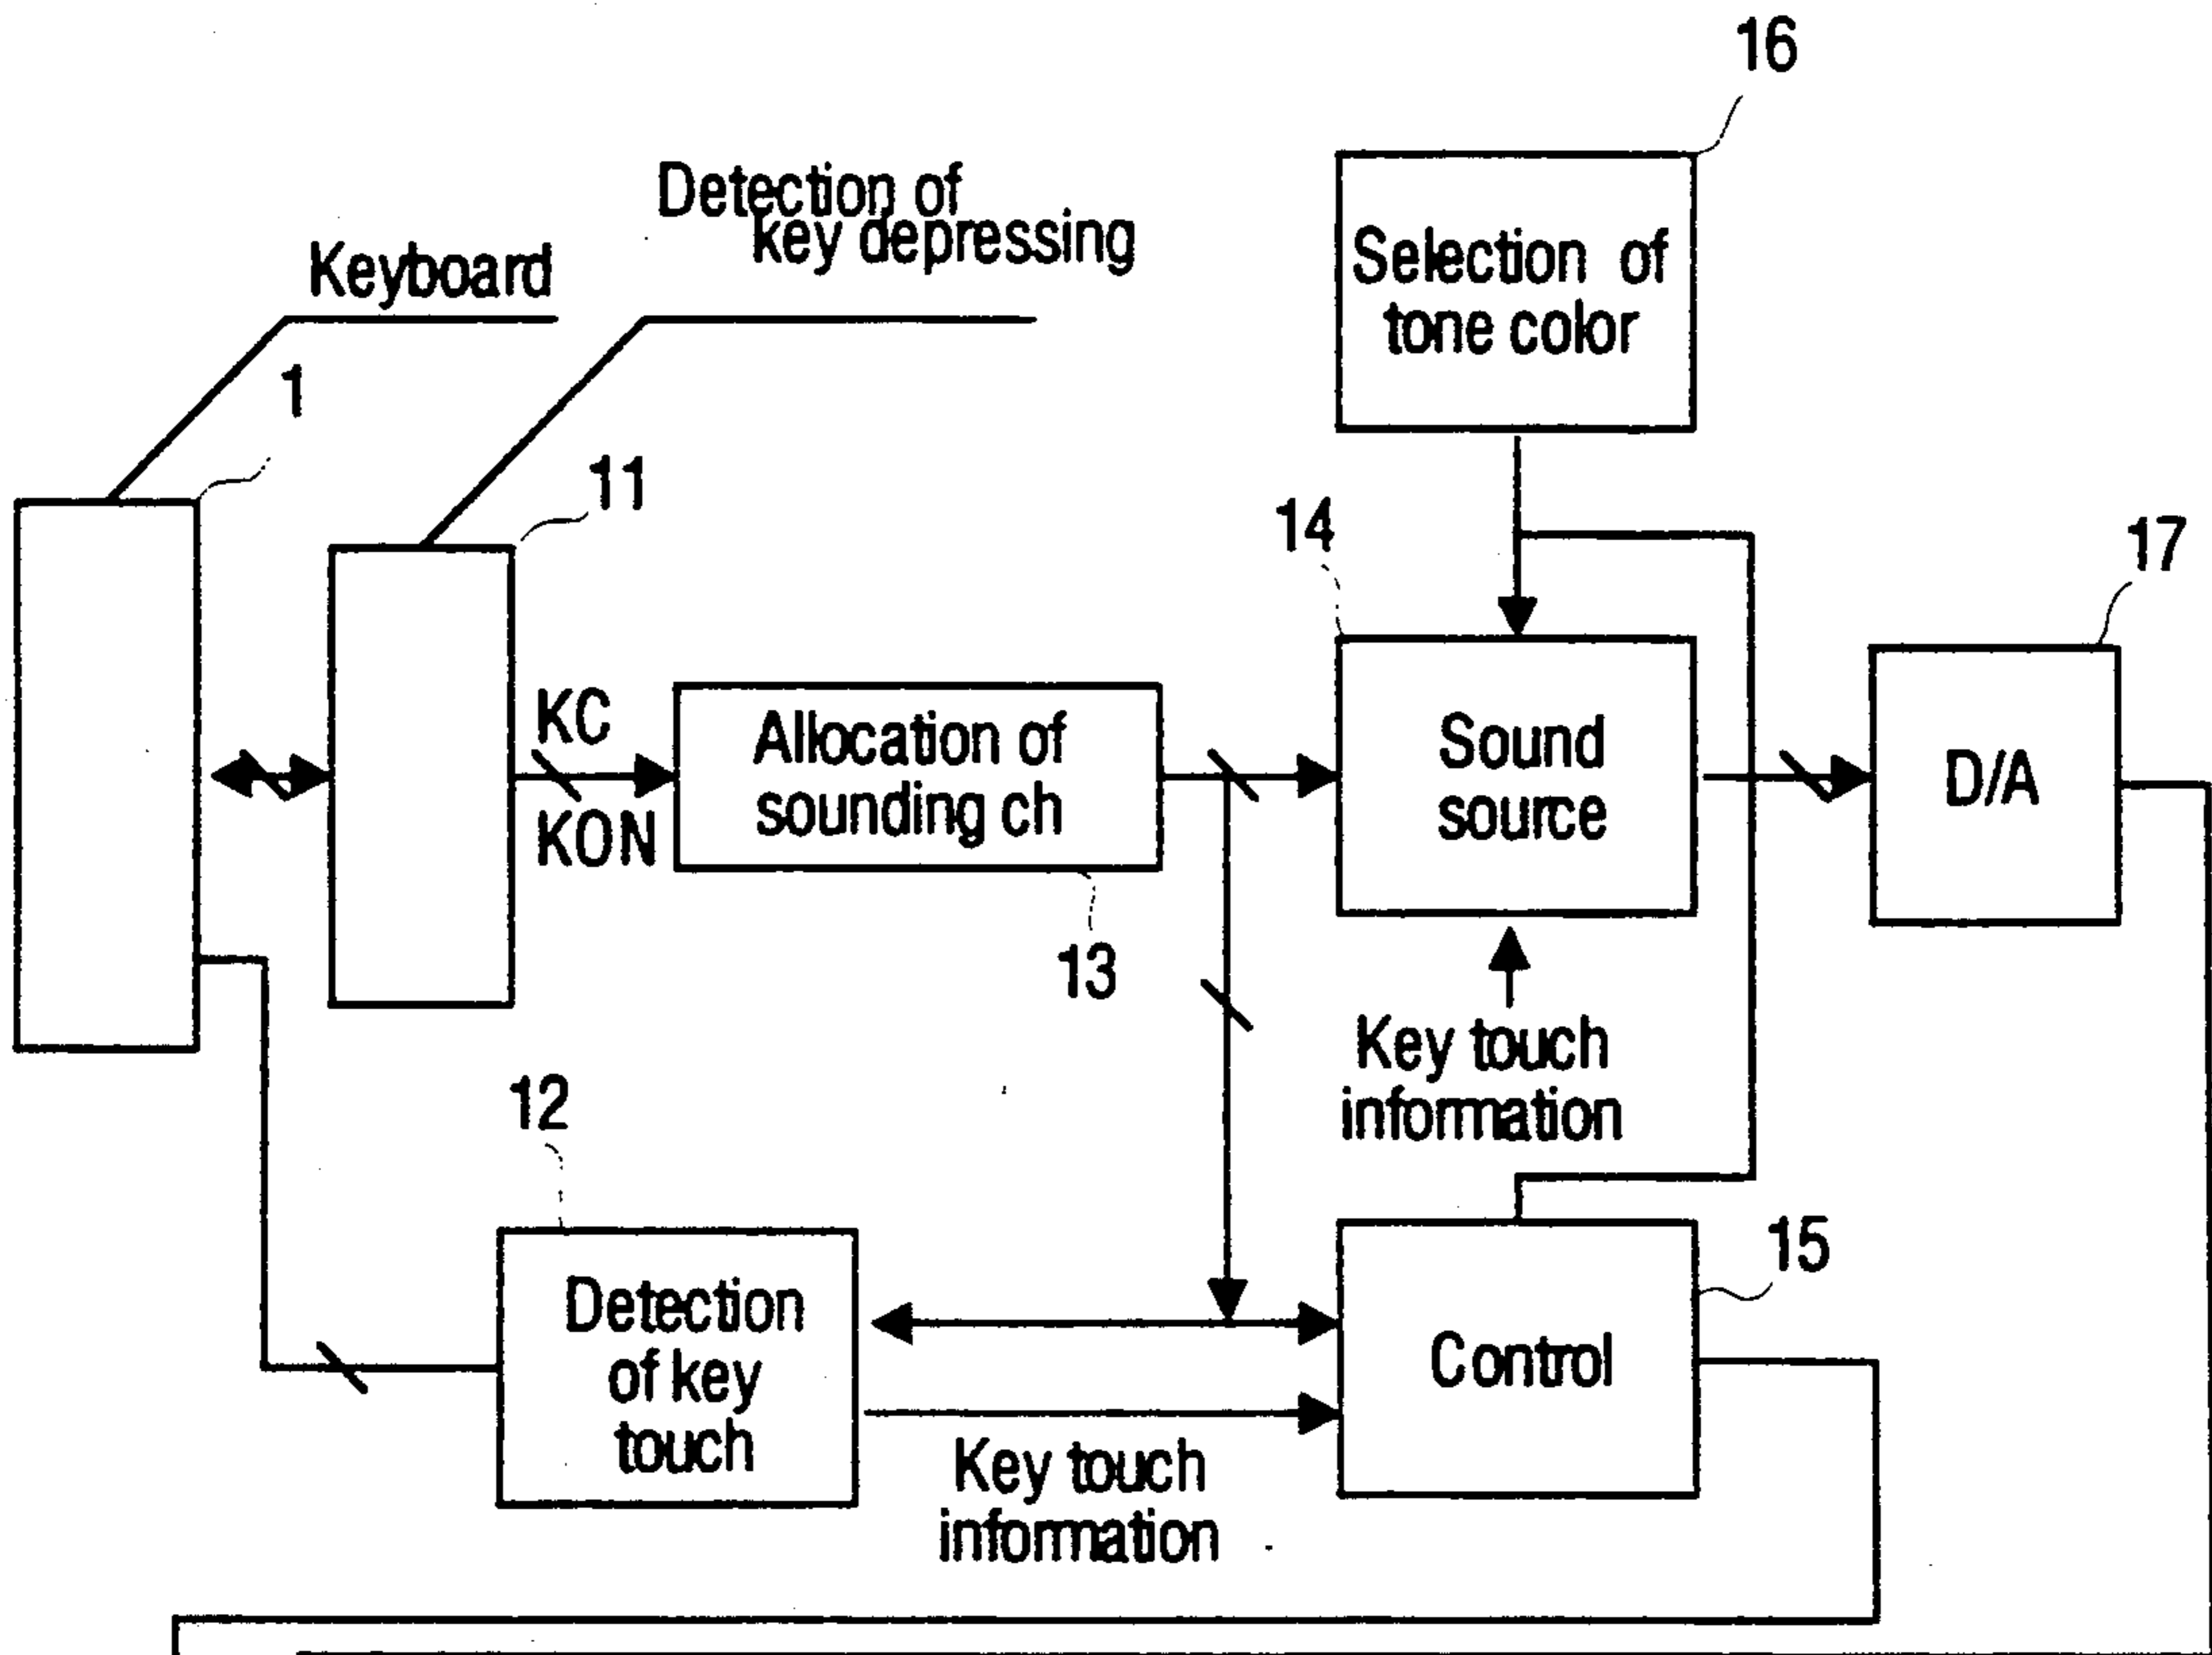 16
Detection of
key depressing
Keyboard
Selection of
tone color
1
11
14
17
KC
KON
Allocation of
sounding ch
Sound
source
D/A
13
Key touch
information
12
15
Detection
of key
touch
Control
Key touch
information